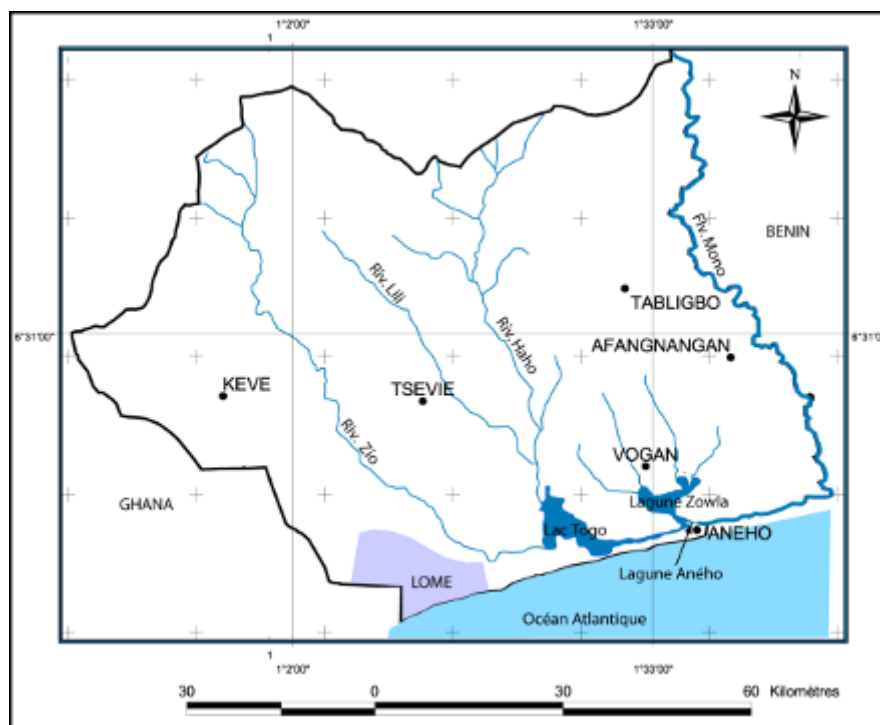 1°2'00"
1°33'00"
1
N
Flv. Mono
BENIN
Riv. Lili
TABLIGBO
6°31'00"
6°31'00"
Riv. Haho
AFANGNANGAN
KEVE
TSEVIE
Riv. Zio
VOGAN
GHANA
Lagune Zowla
Lac Togo
ANEHO
LOME
Lagune Aného
Océan Atlantique
1
1°2'00"
1°33'00"
30
0
30
60
Kilomètres